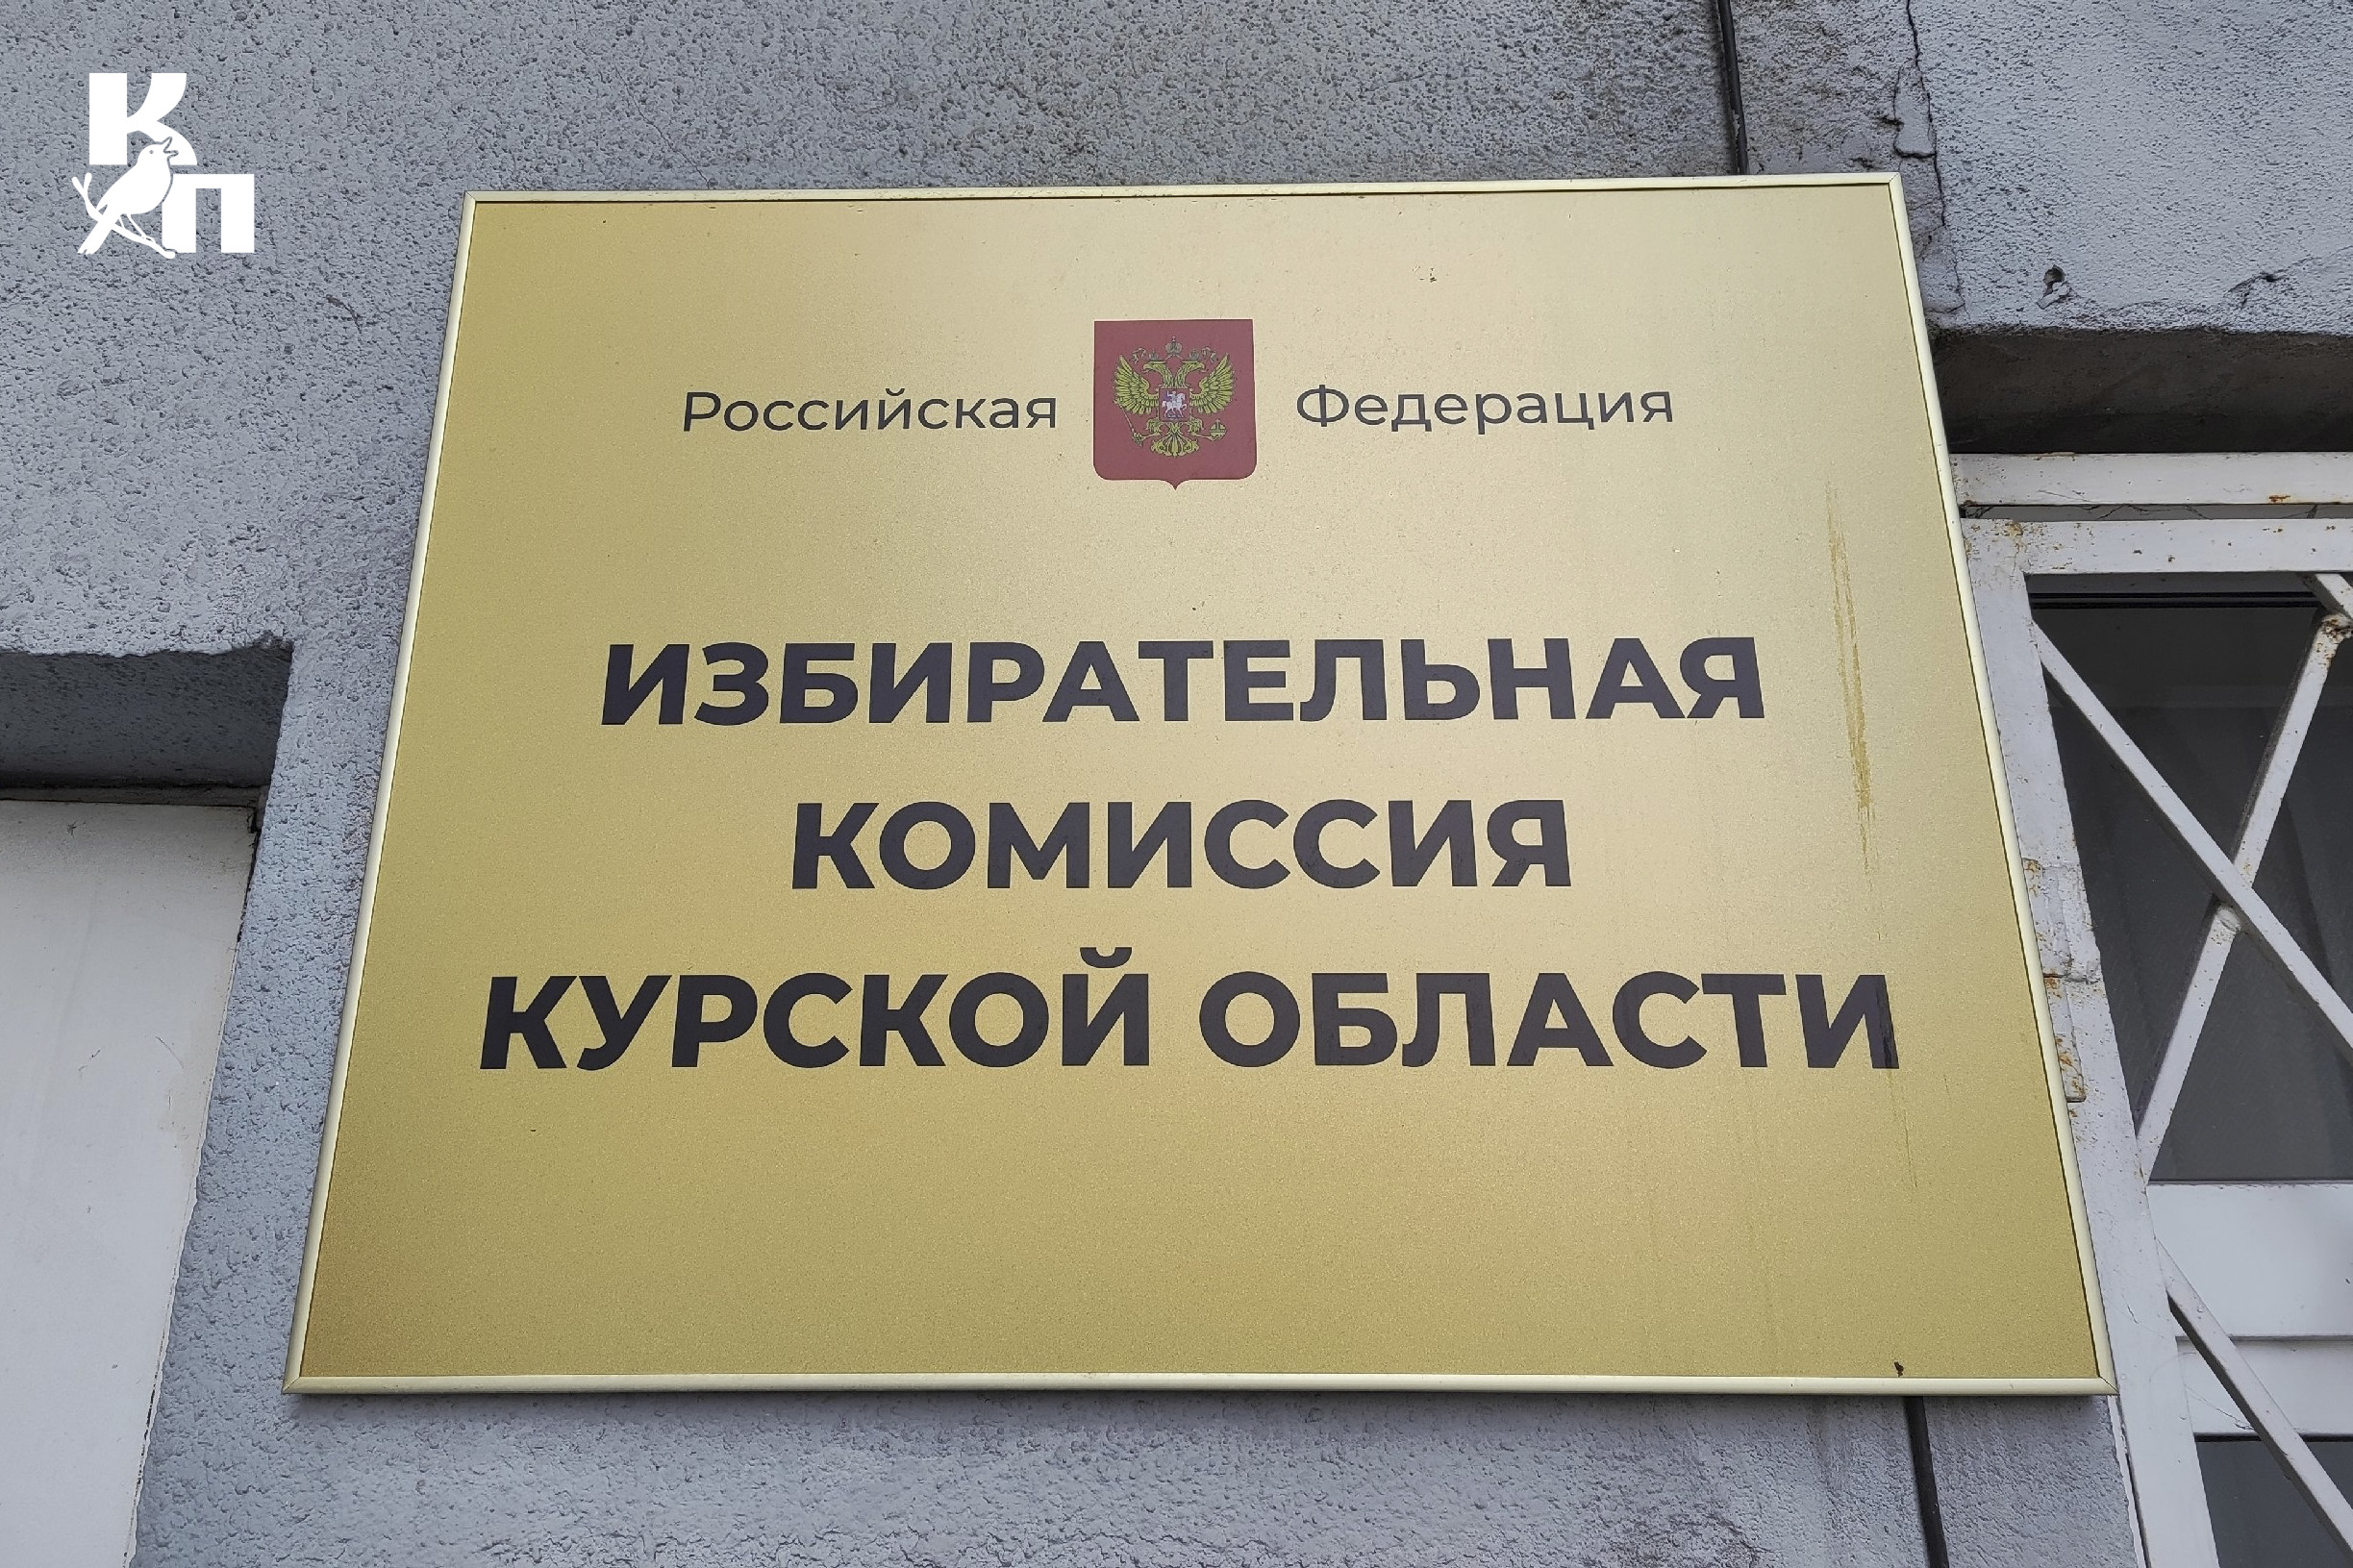 КП
Российская Федерация
ИЗБИРАТЕЛЬНАЯ
КОМИССИЯ
КУРСКОЙ ОБЛАСТИ